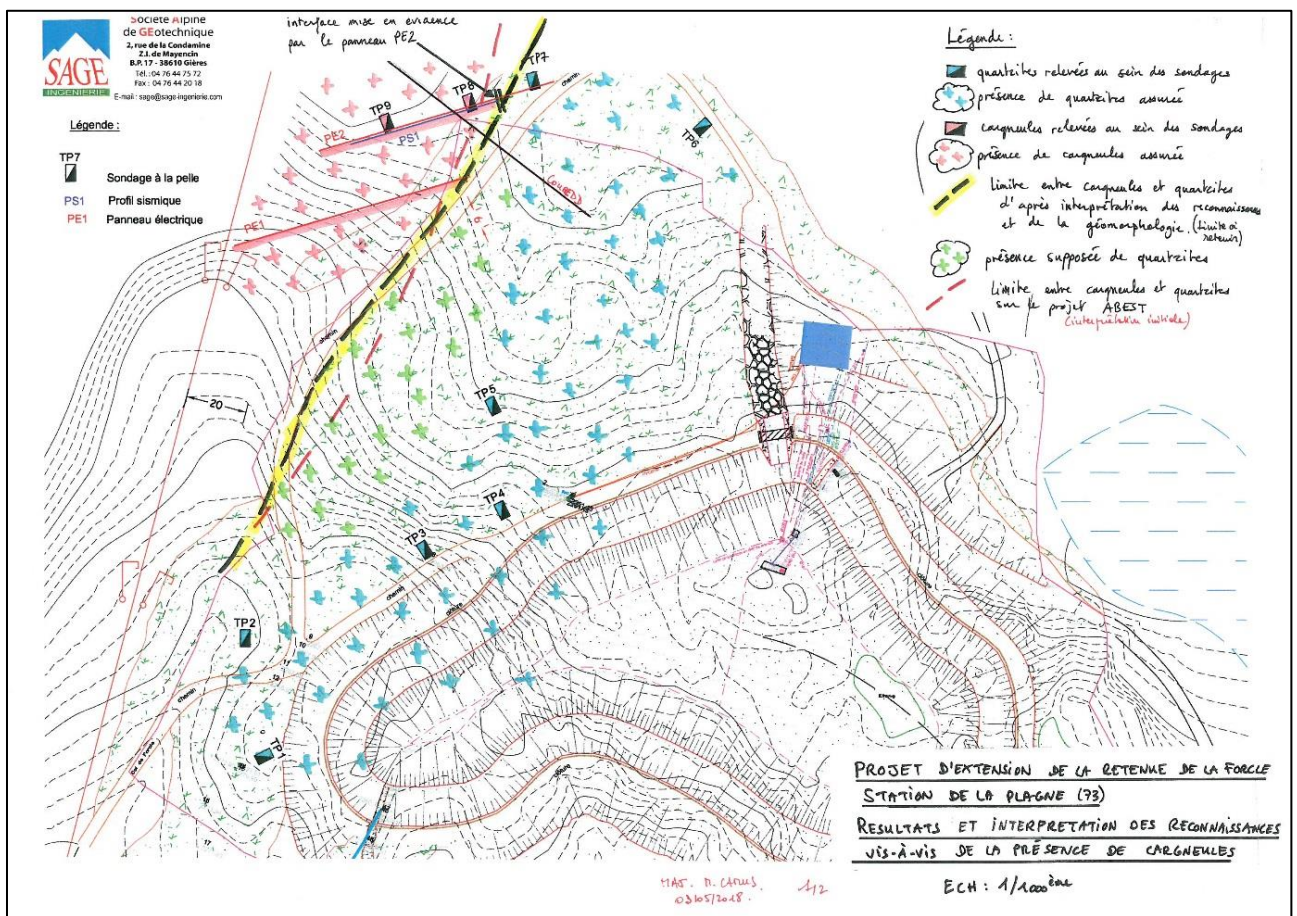 Société Alpine
de GEotechnique
2, rue de la Condamine
Z.I. de Mayencin
B.P. 17 - 38610 Gières
Tél. : 04 76 44 75 72
Fax : 04 76 44 20 18
E-mail : sage@sage-ingenierie.com
SAGE
INGENIERIE
Légende :
TP7
Sondage à la pelle
PS1
Profil sismique
PE1
Panneau électrique
interface mise en évidence
par le panneau PE2
Légende :
quartzites relevées au sein des sondages
présence de quartzites assurée
cargneules relevées au sein des sondages
présence de cargneules assurée
Limite entre cargneules et quartzites
d'après interprétation des reconnaissances
et de la géomorphologie. (Limite à
retenir)
présence supposée de quartzites
Limite entre cargneules et quartzites
sur le projet ABEST
(interprétation initiale)
TP7
chemin
TP8
TP9
PE2
PS1
TP6
PE1
chemin
20
TP5
TP4
TP3
chemin
clôture
TP2
chemin
TP1
17
PROJET D'EXTENSION DE LA RETENUE DE LA FORCLE
STATION DE LA PLAGNE (73)
RESULTATS ET INTERPRETATION DES RECONNAISSANCES
VIS-À-VIS DE LA PRÉSENCE DE CARGNEULES
ECH : 1/1000ème
03/05/2018.
1/2